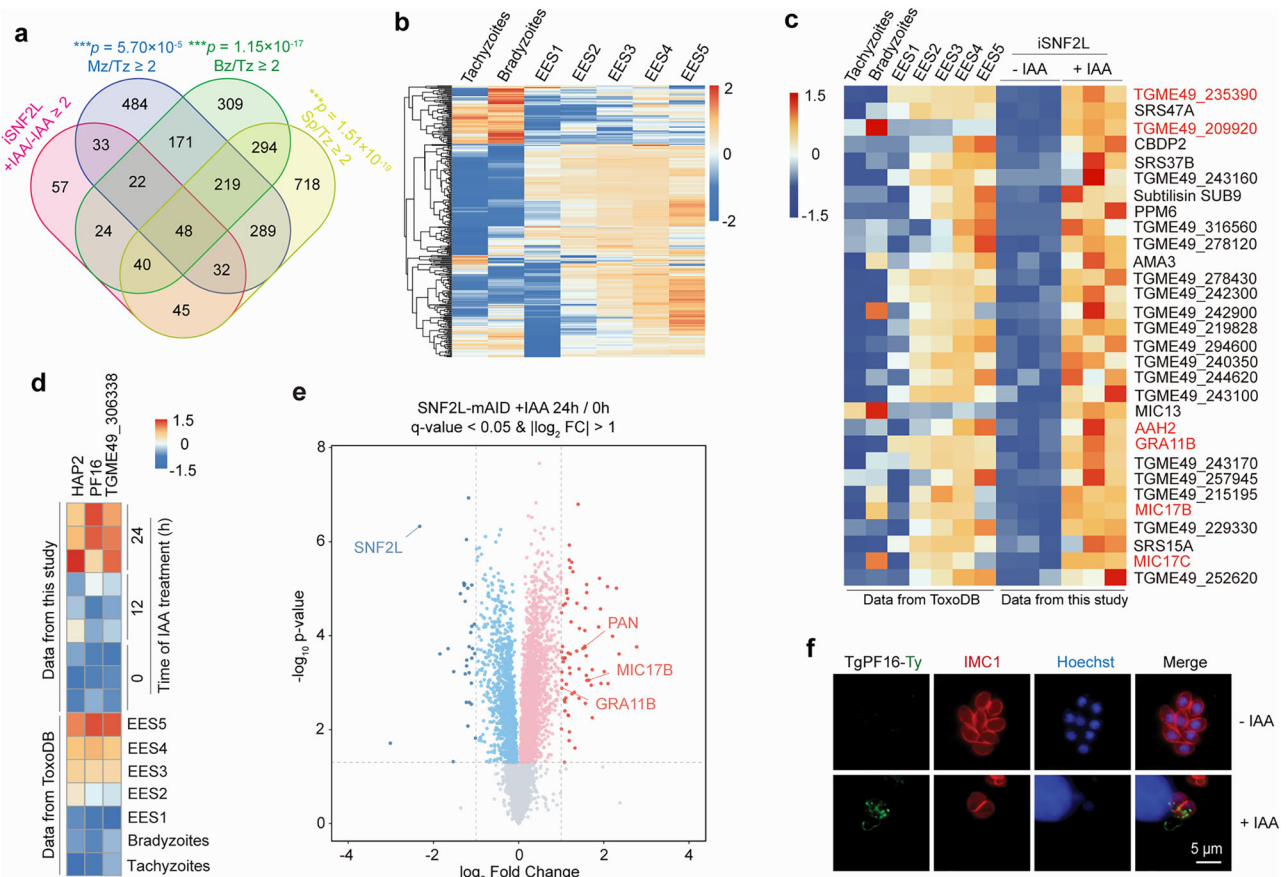 a
***p = 5.70×10-5
Mz/Tz ≥ 2
***p = 1.15×10-17
Bz/Tz ≥ 2
iSNF2L
+IAA/-IAA ≥ 2
***p = 1.51×10-19
Sp/Tz ≥ 2
484
309
33
171
294
57
22
219
718
24
48
289
40
32
45
b
Tachyzoites
Bradyzoites
EES1
EES2
EES3
EES4
EES5
2
0
-2
c
Tachyzoites
Bradyzoites
EES1
EES2
EES3
EES4
EES5
iSNF2L
- IAA
+ IAA
1.5
0
-1.5
TGME49_235390
SRS47A
TGME49_209920
CBDP2
SRS37B
TGME49_243160
Subtilisin SUB9
PPM6
TGME49_316560
TGME49_278120
AMA3
TGME49_278430
TGME49_242300
TGME49_242900
TGME49_219828
TGME49_294600
TGME49_240350
TGME49_244620
TGME49_243100
MIC13
AAH2
GRA11B
TGME49_243170
TGME49_257945
TGME49_215195
MIC17B
TGME49_229330
SRS15A
MIC17C
TGME49_252620
Data from ToxoDB
Data from this study
d
HAP2
PF16
TGME49_306338
1.5
0
-1.5
Data from this study
24
12
0
Time of IAA treatment (h)
Data from ToxoDB
EES5
EES4
EES3
EES2
EES1
Bradyzoites
Tachyzoites
e
SNF2L-mAID +IAA 24h / 0h
q-value < 0.05 & |log2 FC| > 1
-log10 p-value
8
6
4
2
0
SNF2L
PAN
MIC17B
GRA11B
-4
-2
0
2
4
log2 Fold Change
f
TgPF16-Ty
IMC1
Hoechst
Merge
- IAA
+ IAA
5 µm